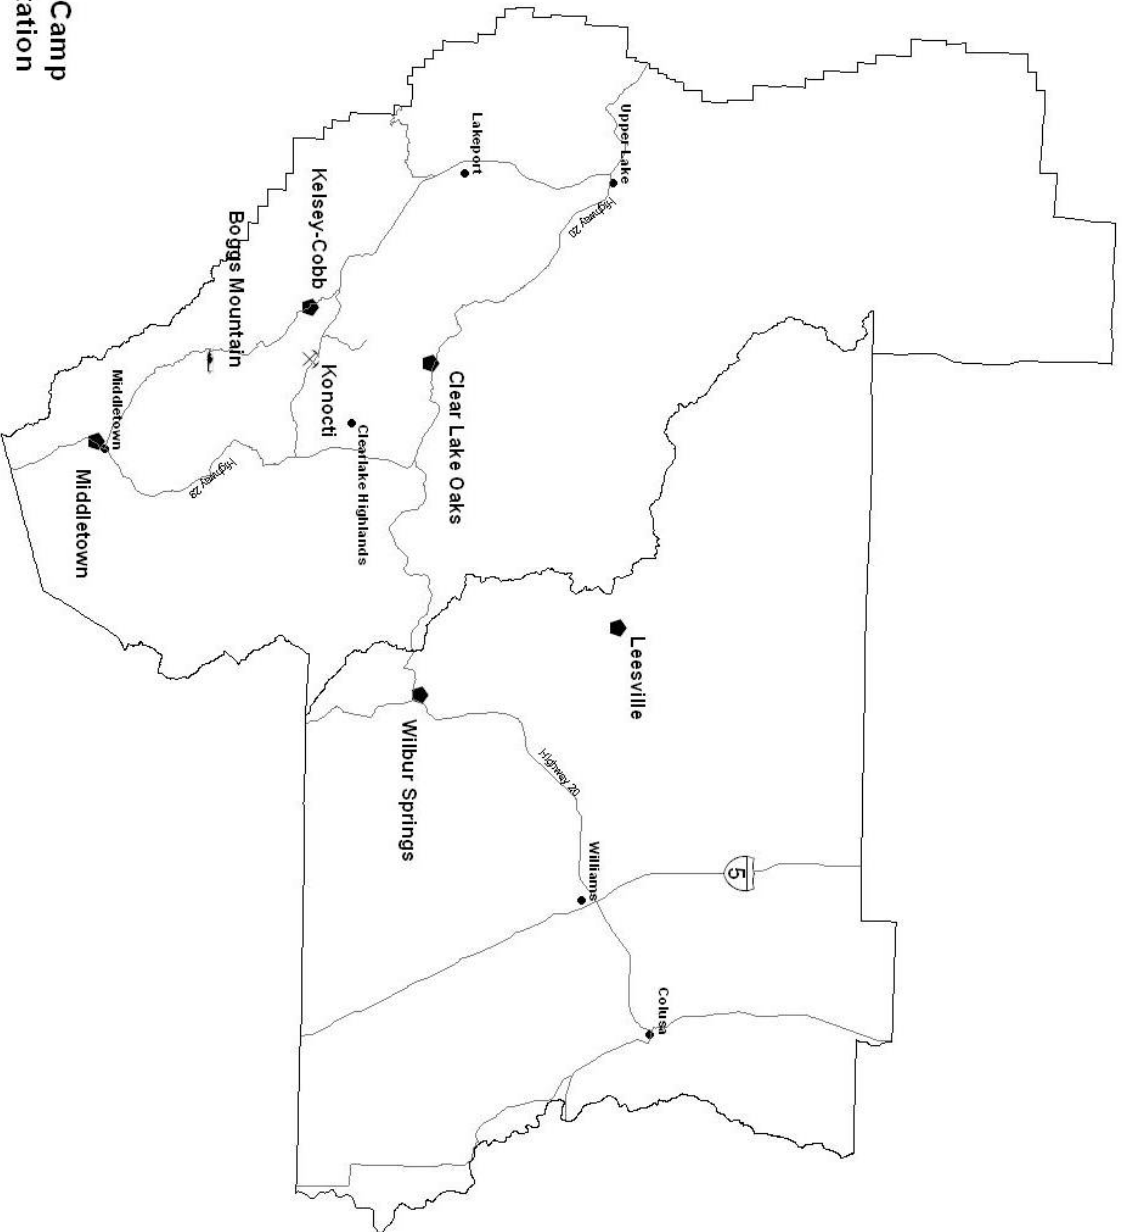 5
Colusa
Leesville
Upper Lake
Williams
Highway 20
Highway 20
Lakeport
Clear Lake Oaks
Wilbur Springs
Clearlake Highlands
Konocti
Kelsey-Cobb
Boggs Mountain
Highway 29
Middletown
Middletown
Camp